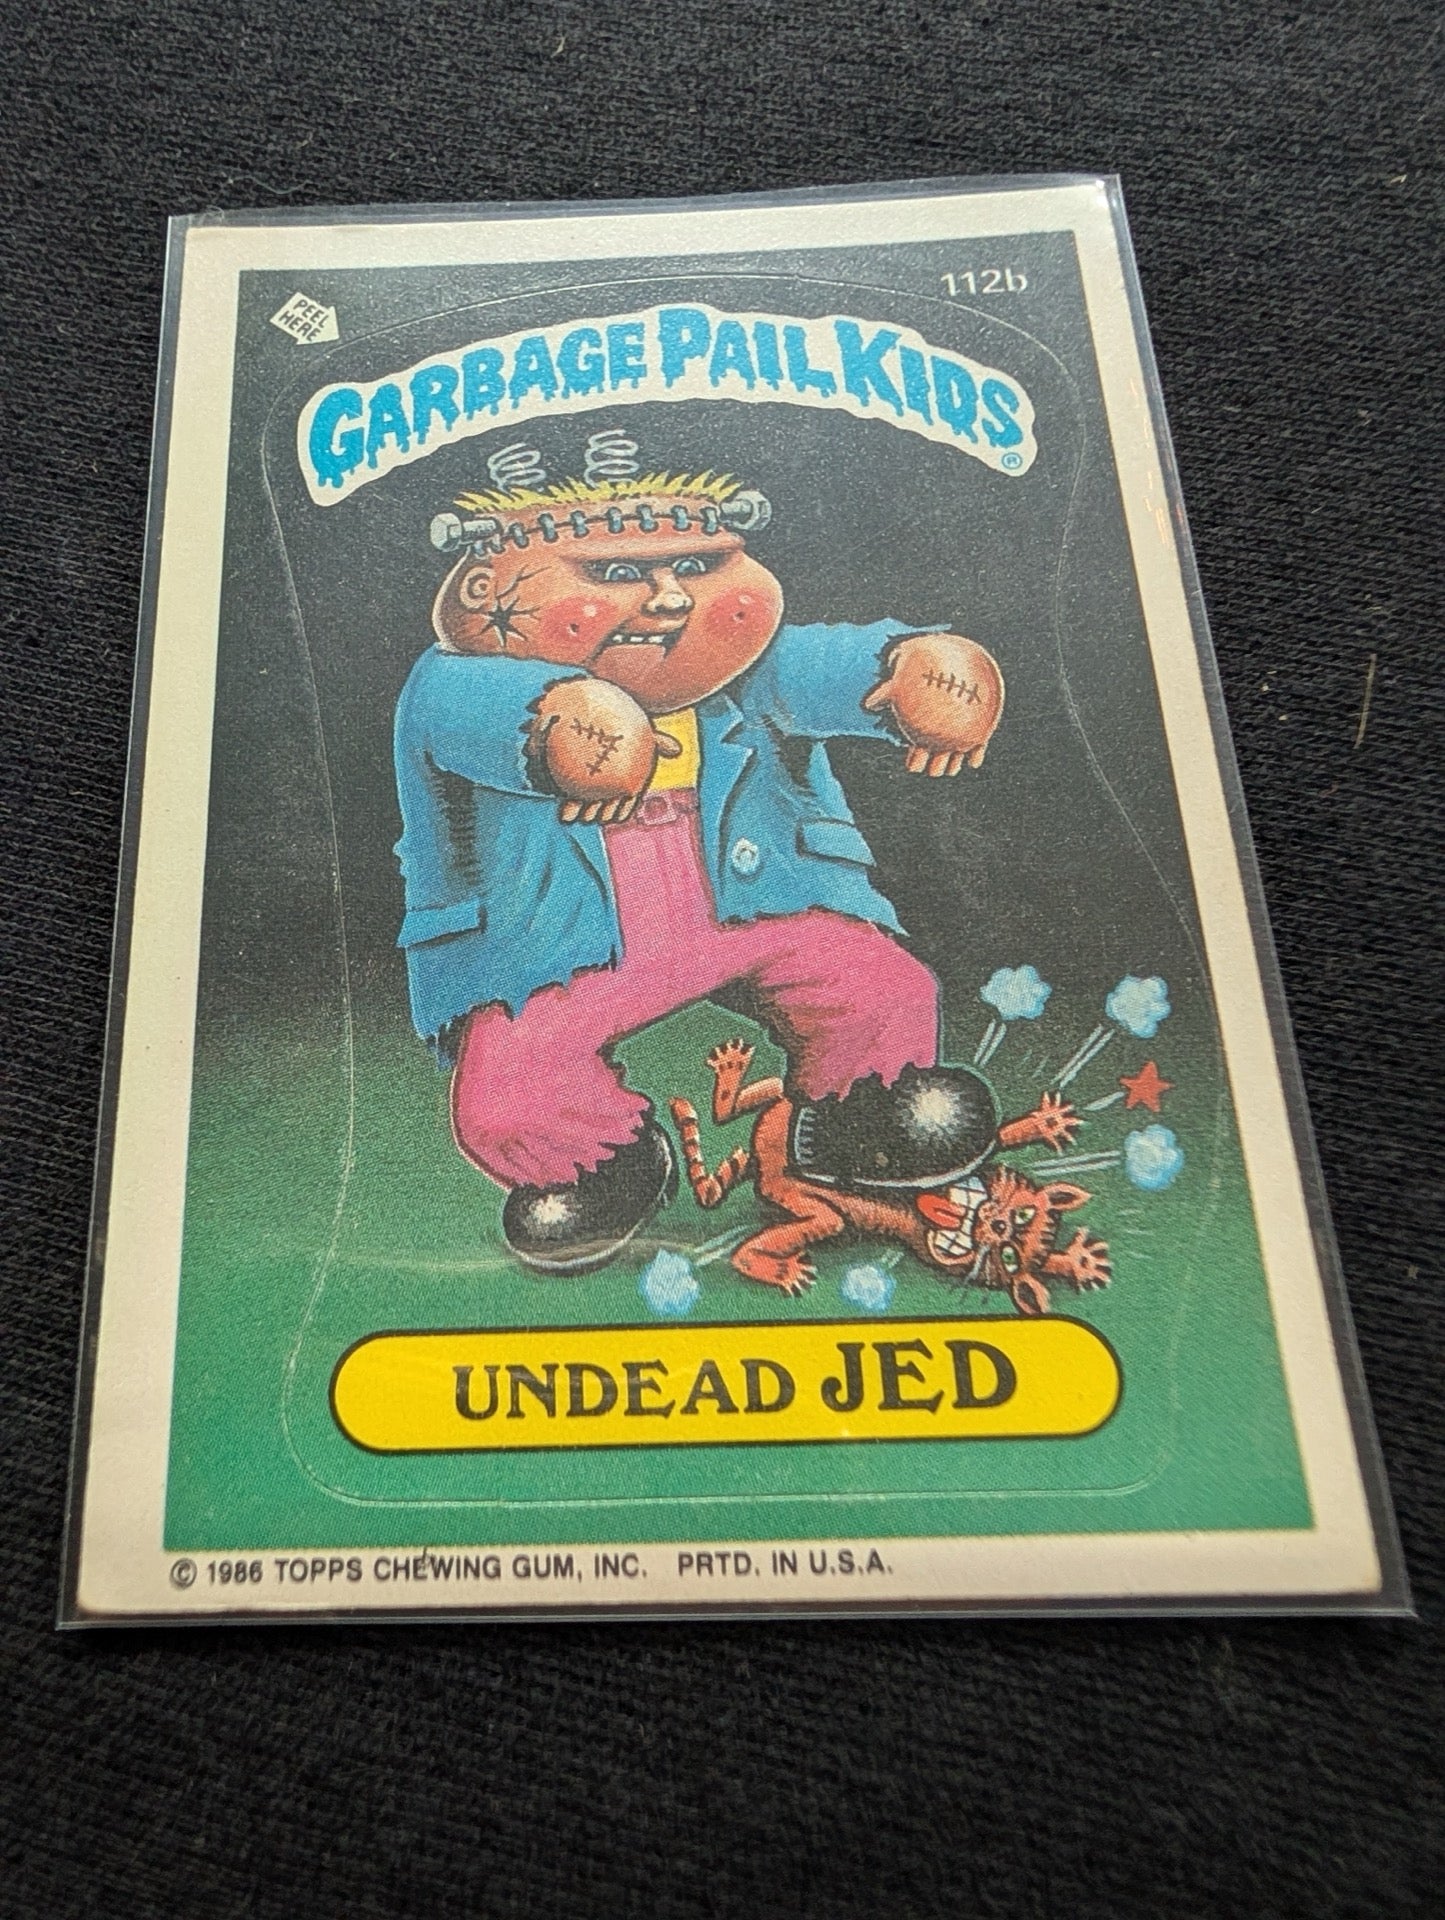 112b
PEEL
HERE
GARBAGE PAIL KIDS
®
UNDEAD JED
© 1986 TOPPS CHEWING GUM, INC. PRTD. IN U.S.A.